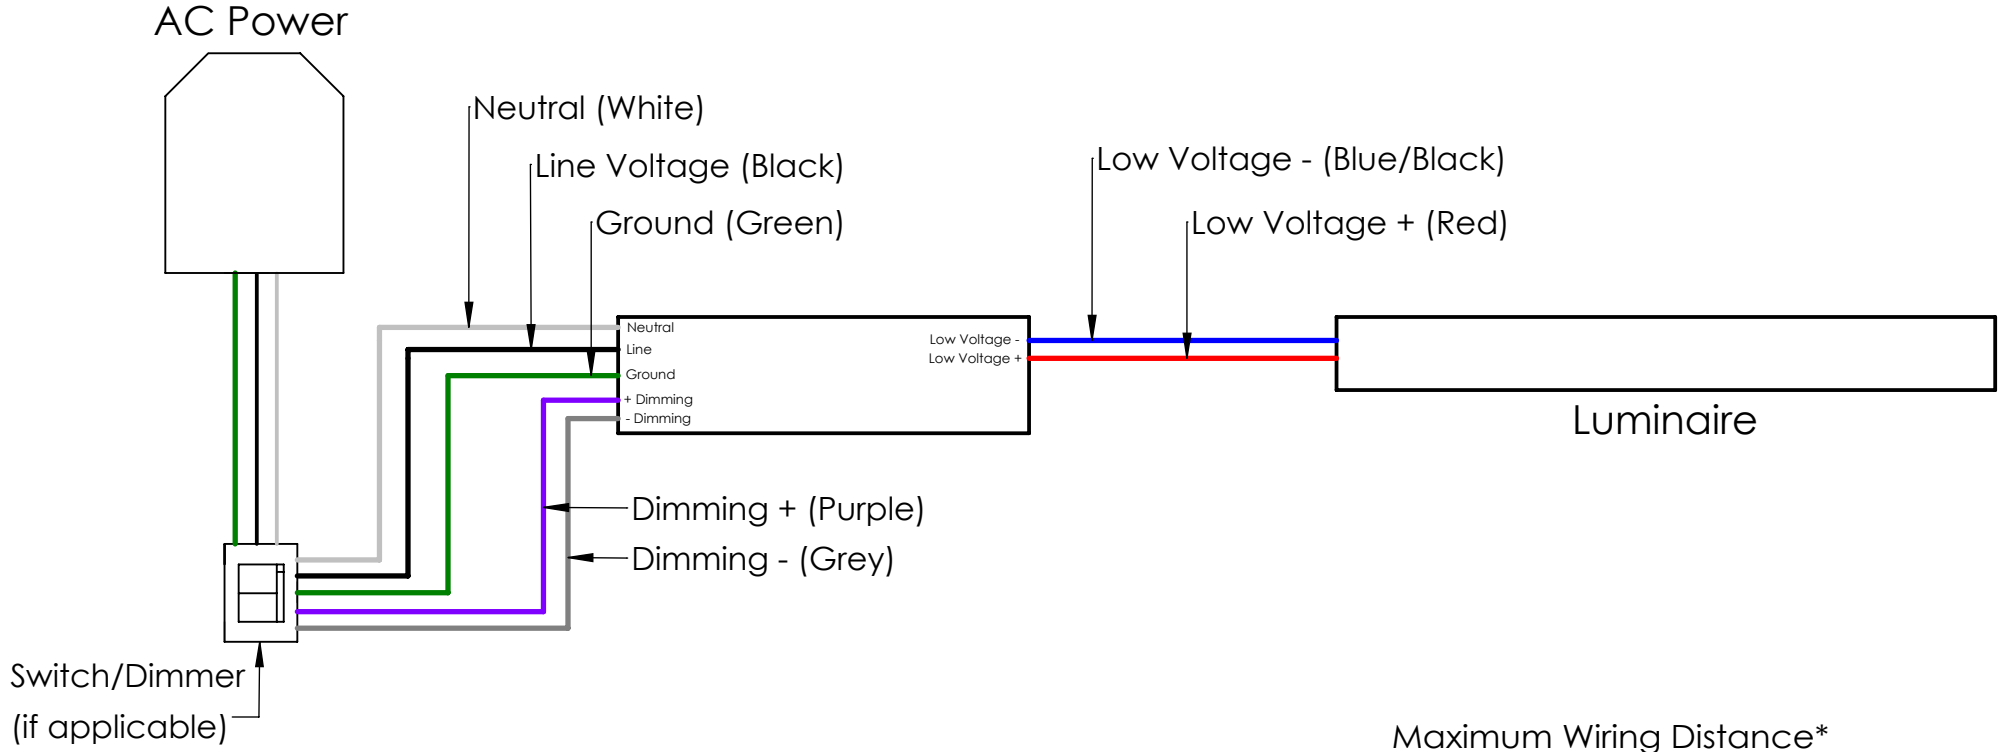 AC Power
Neutral (White)
Line Voltage (Black)
Ground (Green)
Low Voltage - (Blue/Black)
Low Voltage + (Red)
Neutral
Line
Ground
+ Dimming
- Dimming
Low Voltage -
Low Voltage +
Luminaire
Dimming + (Purple)
Dimming - (Grey)
Switch/Dimmer
(if applicable)
Maximum Wiring Distance*